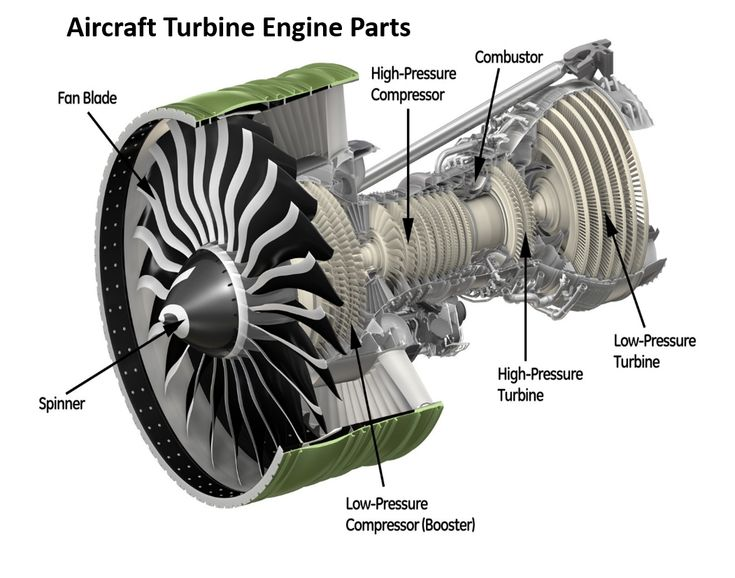 Aircraft Turbine Engine Parts
Combustor
High-Pressure
Compressor
Fan Blade
Low-Pressure
Turbine
High-Pressure
Turbine
Spinner
Low-Pressure
Compressor (Booster)